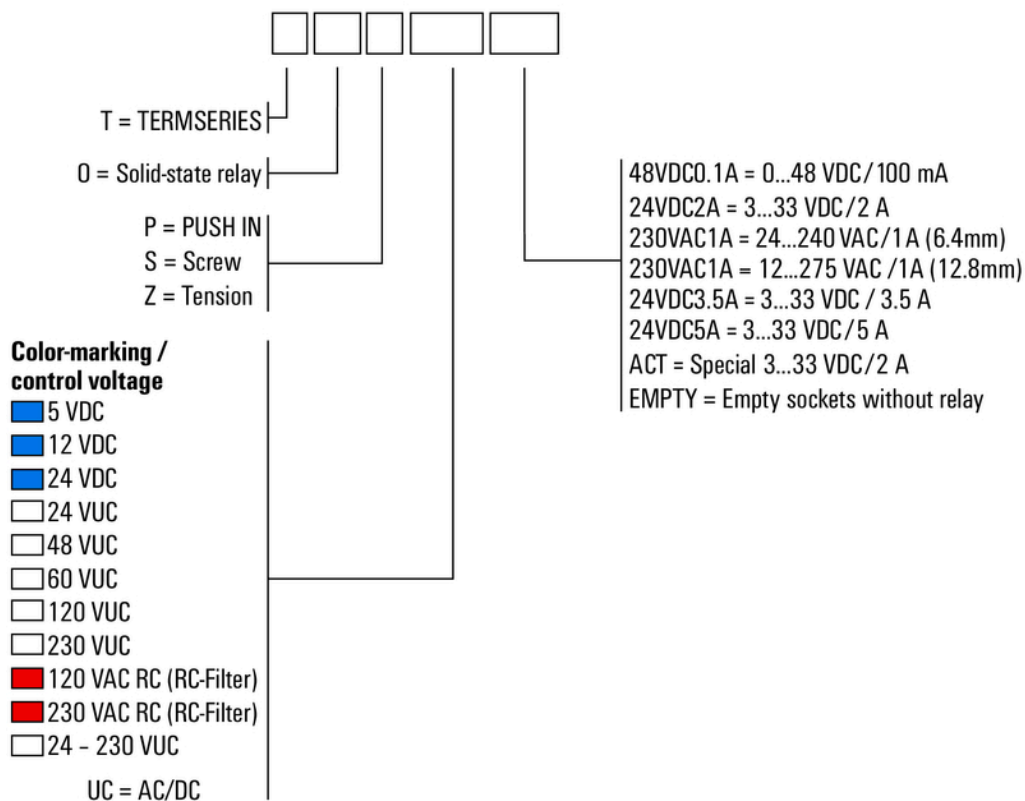 T = TERMSERIES
O = Solid-state relay
P = PUSH IN
S = Screw
Z = Tension
Color-marking /
control voltage
5 VDC
12 VDC
24 VDC
24 VUC
48 VUC
60 VUC
120 VUC
230 VUC
120 VAC RC (RC-Filter)
230 VAC RC (RC-Filter)
24 – 230 VUC
UC = AC/DC
48VDC0.1A = 0...48 VDC/100 mA
24VDC2A = 3...33 VDC/2 A
230VAC1A = 24...240 VAC/1A (6.4mm)
230VAC1A = 12...275 VAC /1A (12.8mm)
24VDC3.5A = 3...33 VDC / 3.5 A
24VDC5A = 3...33 VDC/5 A
ACT = Special 3...33 VDC/2 A
EMPTY = Empty sockets without relay